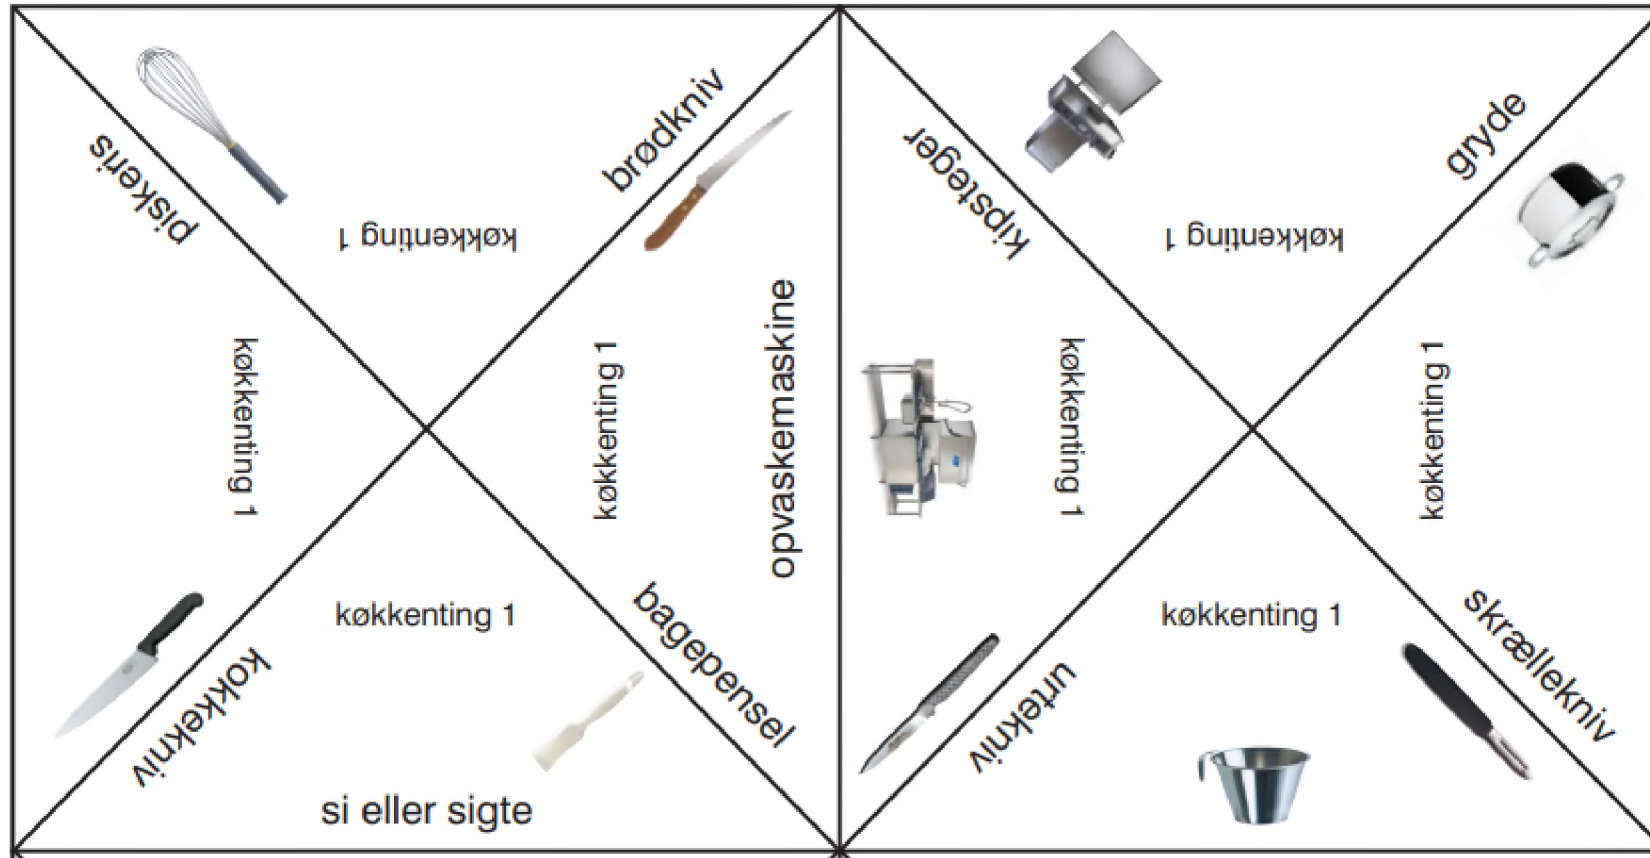 piskeris
brødkniv
køkkenting 1
køkkenting 1
køkkenting 1
opvaskemaskine
køkkenting 1
kokkekniv
bagepensel
si eller sigte
kipsteger
gryde
køkkenting 1
køkkenting 1
køkkenting 1
køkkenting 1
urtekniv
skrællekniv